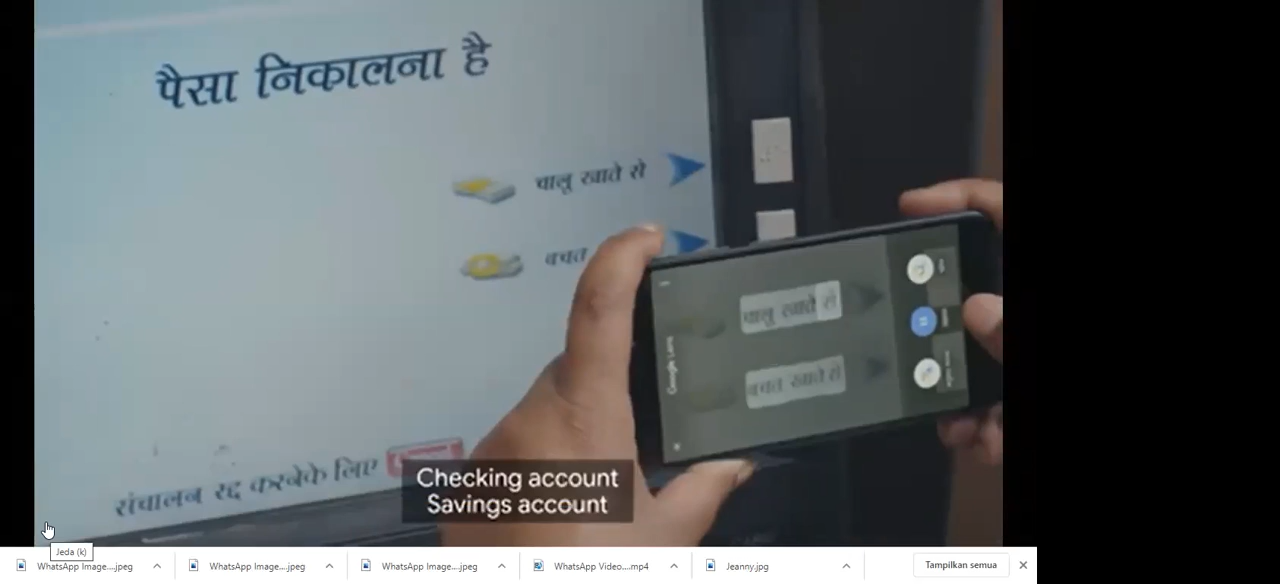 पैसा निकालना है
चालू खाते से
बचत
Google Lens
चालू खाते से
बचत खाते से
संचालन रद्द करनेके लिए
Checking account
Savings account
Jeda (k)
WhatsApp Image....jpeg
WhatsApp Image....jpeg
WhatsApp Image....jpeg
WhatsApp Video....mp4
Jeanny.jpg
Tampilkan semua